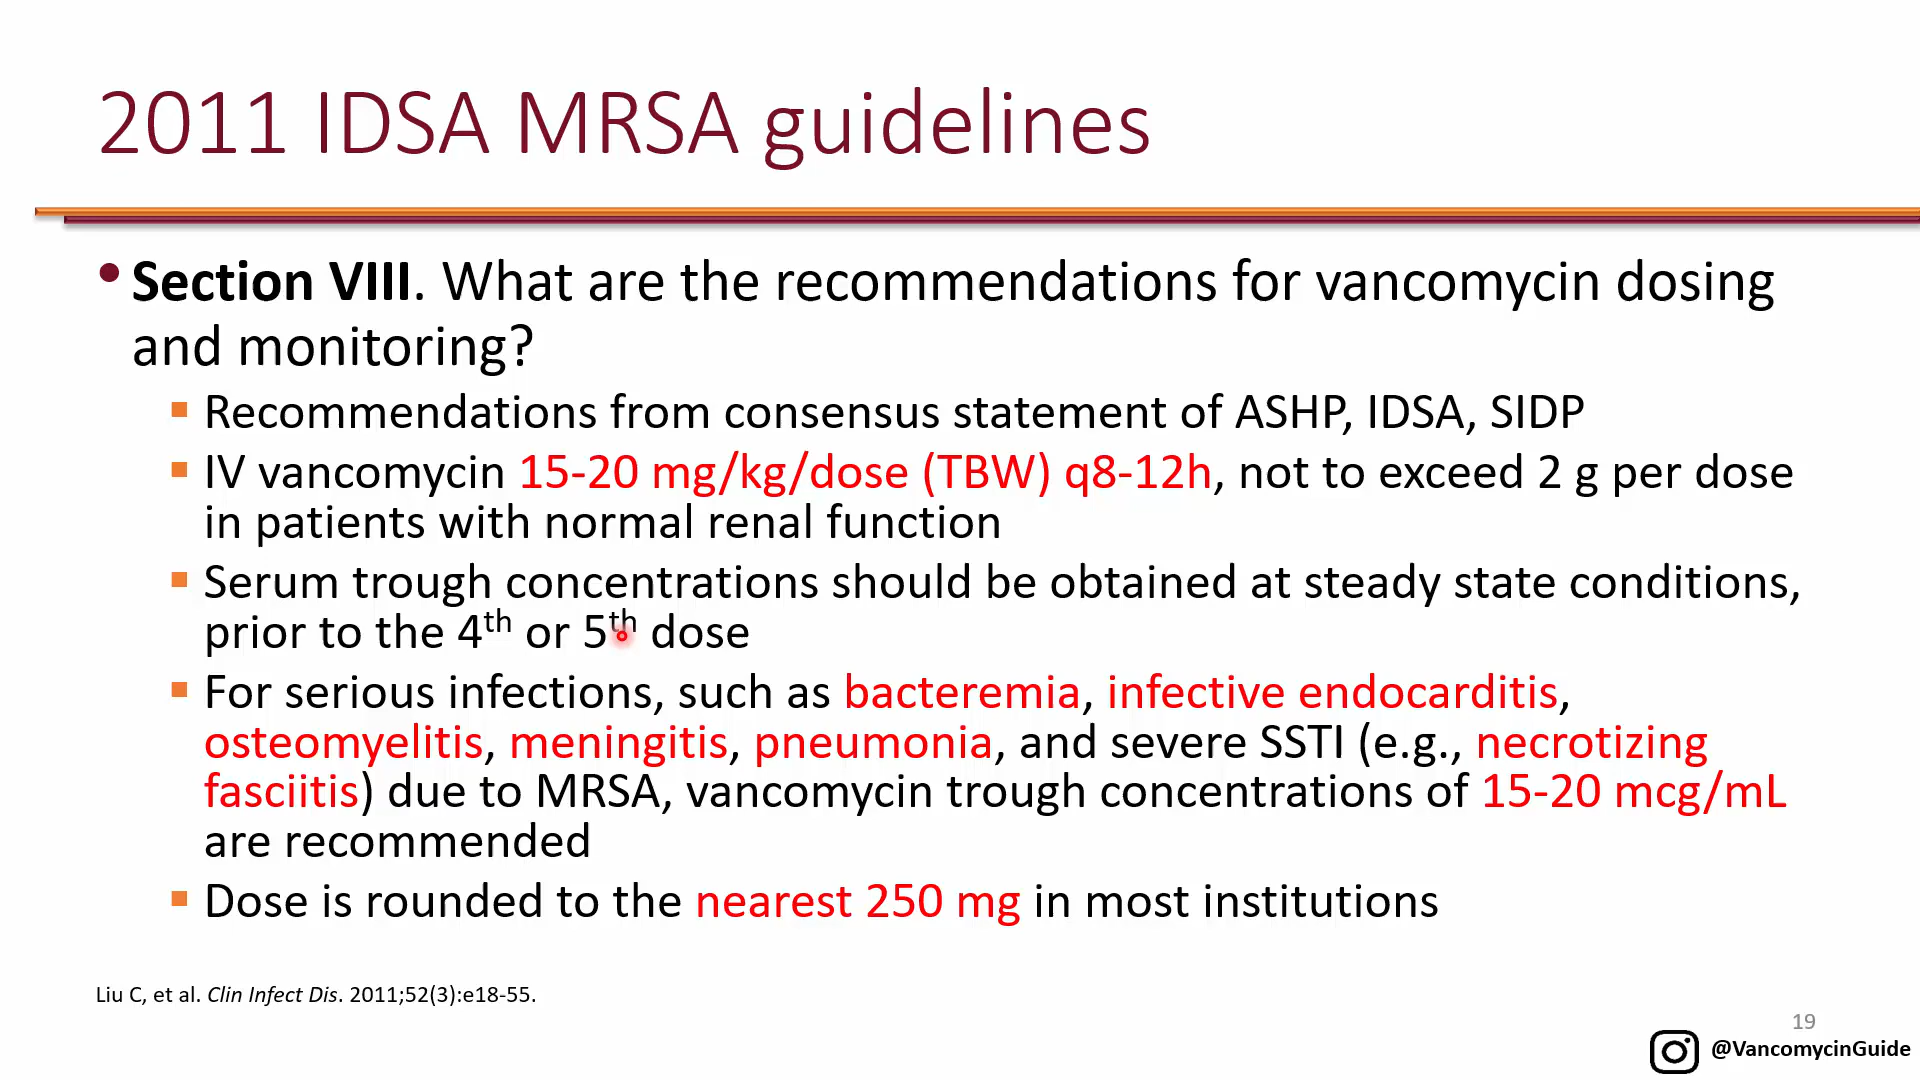 2011 IDSA MRSA guidelines
• Section VIII. What are the recommendations for vancomycin dosing
and monitoring?
▪ Recommendations from consensus statement of ASHP, IDSA, SIDP
▪ IV vancomycin 15-20 mg/kg/dose (TBW) q8-12h, not to exceed 2 g per dose
in patients with normal renal function
▪ Serum trough concentrations should be obtained at steady state conditions,
prior to the 4th or 5th dose
▪ For serious infections, such as bacteremia, infective endocarditis,
osteomyelitis, meningitis, pneumonia, and severe SSTI (e.g., necrotizing
fasciitis) due to MRSA, vancomycin trough concentrations of 15-20 mcg/mL
are recommended
▪ Dose is rounded to the nearest 250 mg in most institutions
Liu C, et al. Clin Infect Dis. 2011;52(3):e18-55.
19
@VancomycinGuide